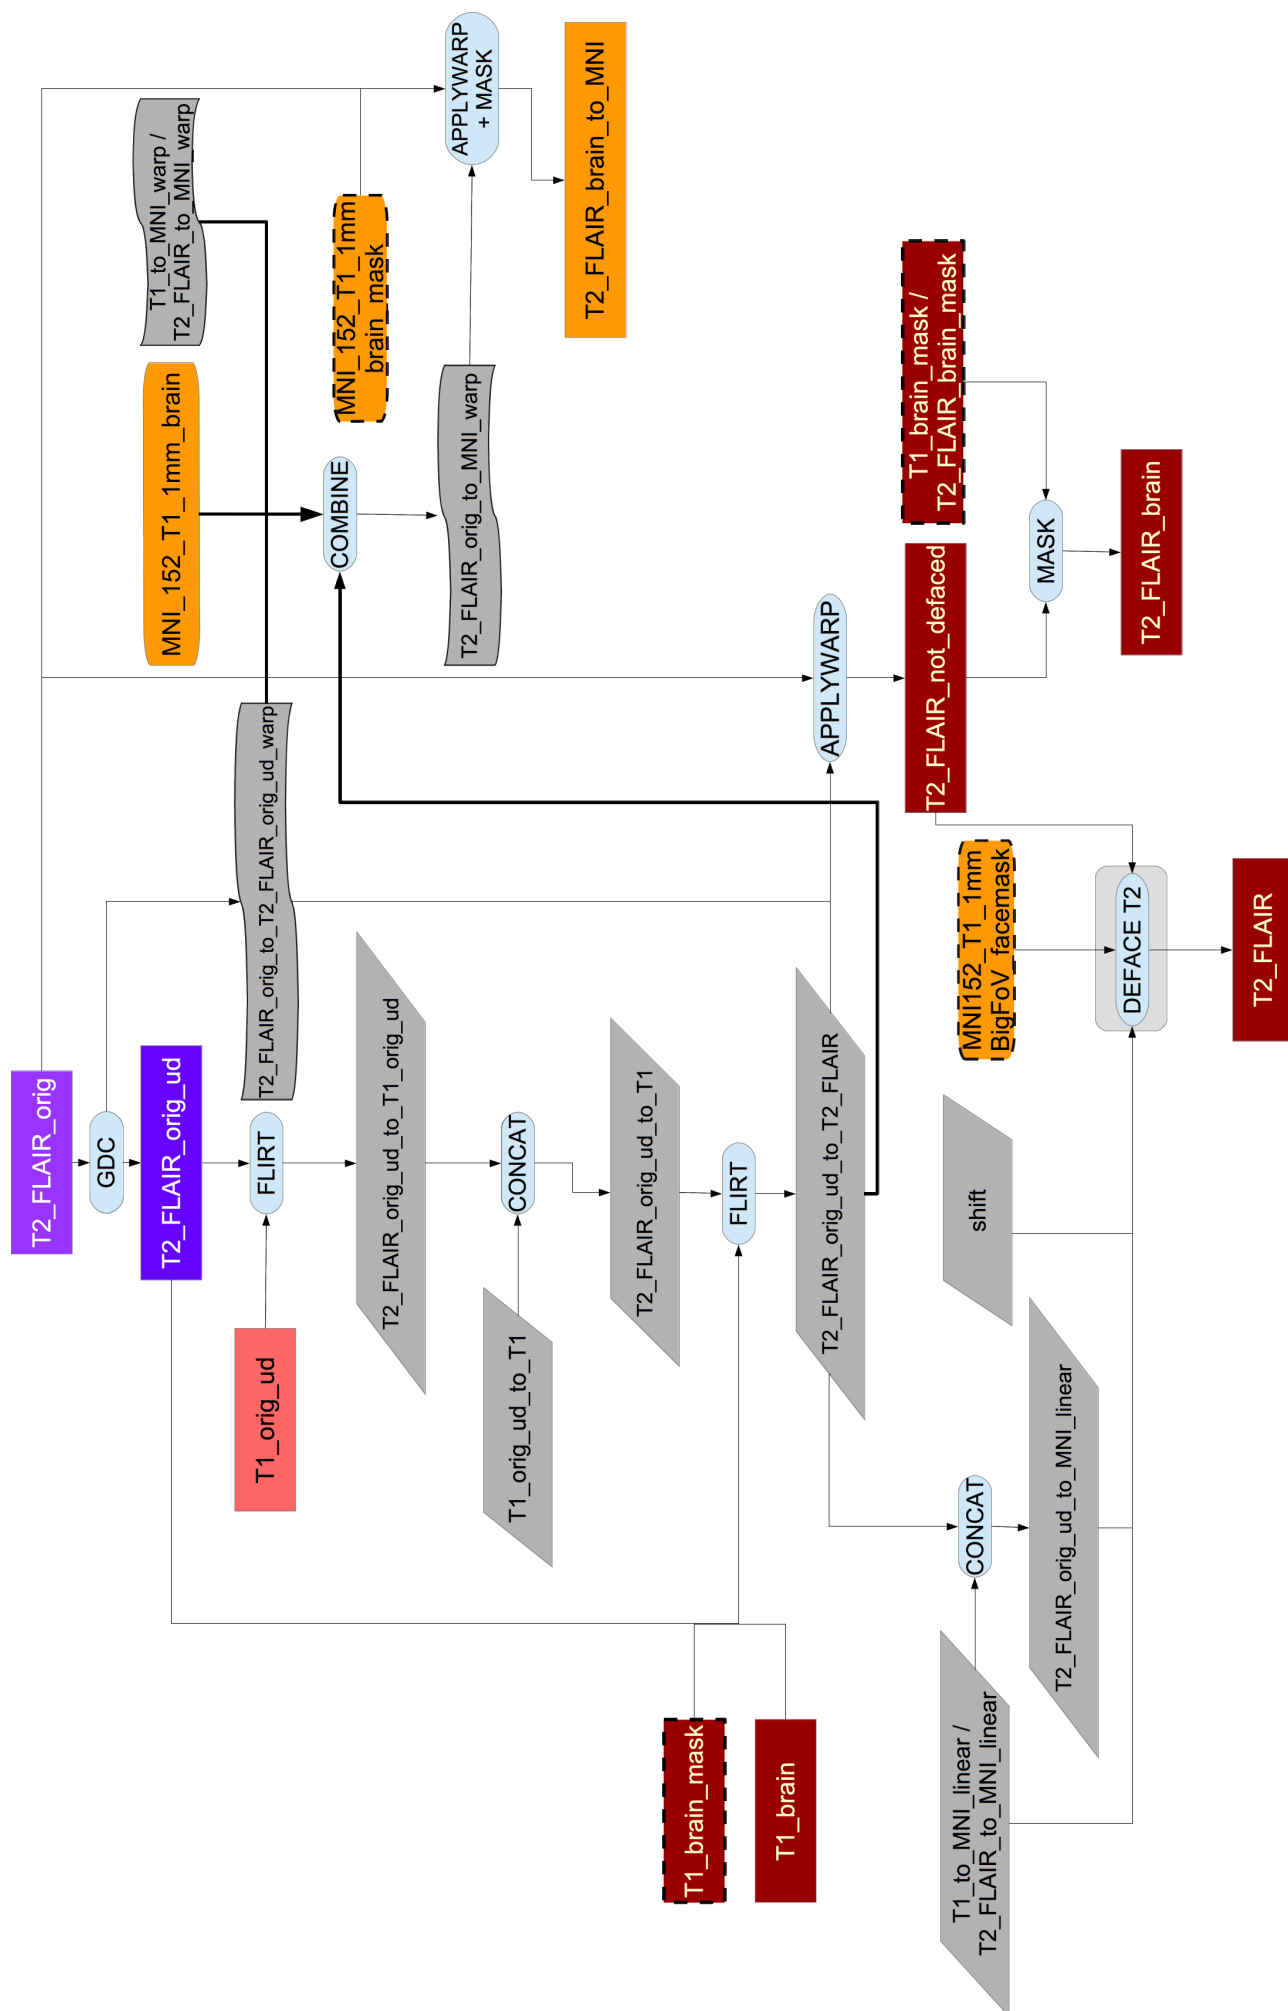 T2_FLAIR_orig
GDC
T2_FLAIR_orig_ud
T1_orig_ud
FLIRT
T2_FLAIR_orig_to_T2_FLAIR_orig_ud_warp
MNI_152_T1_1mm_brain
T1_to_MNI_warp /
T2_FLAIR_to_MNI_warp
T2_FLAIR_orig_ud_to_T1_orig_ud
COMBINE
MNI_152_T1_1mm
brain_mask
T1_orig_ud_to_T1
CONCAT
T2_FLAIR_orig_to_MNI_warp
APPLYWARP
+ MASK
T2_FLAIR_orig_ud_to_T1
T2_FLAIR_brain_to_MNI
T1_brain_mask
FLIRT
T1_brain
T2_FLAIR_orig_ud_to_T2_FLAIR
APPLYWARP
T2_FLAIR_not_defaced
T1_brain_mask /
T2_FLAIR_brain_mask
T1_to_MNI_linear /
T2_FLAIR_to_MNI_linear
CONCAT
shift
MNI152_T1_1mm
BigFoV_facemask
T2_FLAIR_orig_ud_to_MNI_linear
MASK
DEFACE T2
T2_FLAIR_brain
T2_FLAIR